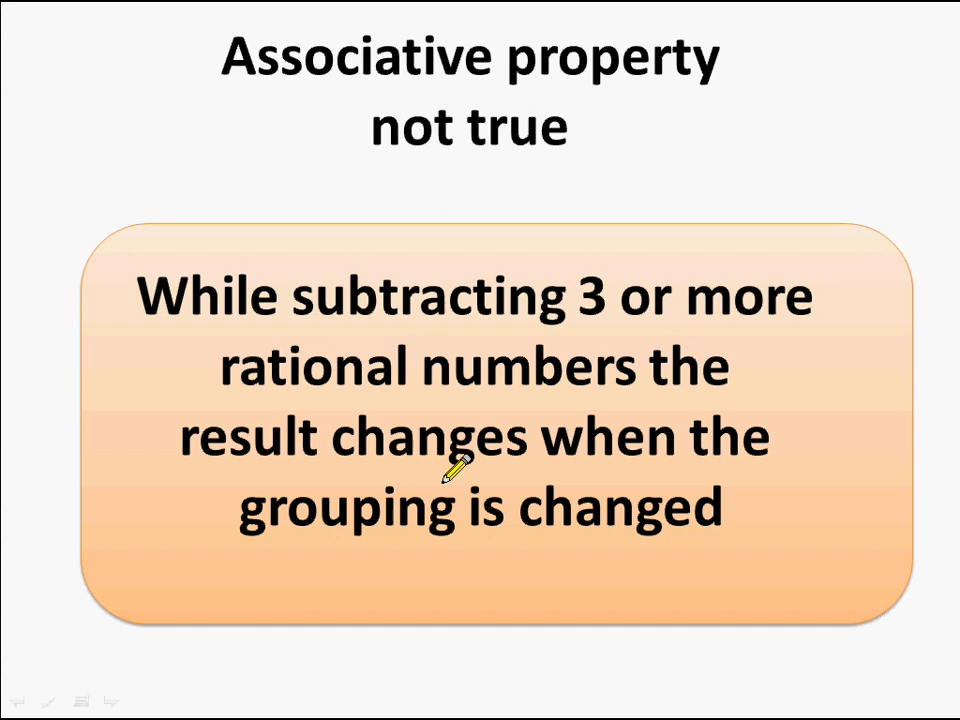 Associative property
not true
While subtracting 3 or more
rational numbers the
result changes when the
grouping is changed